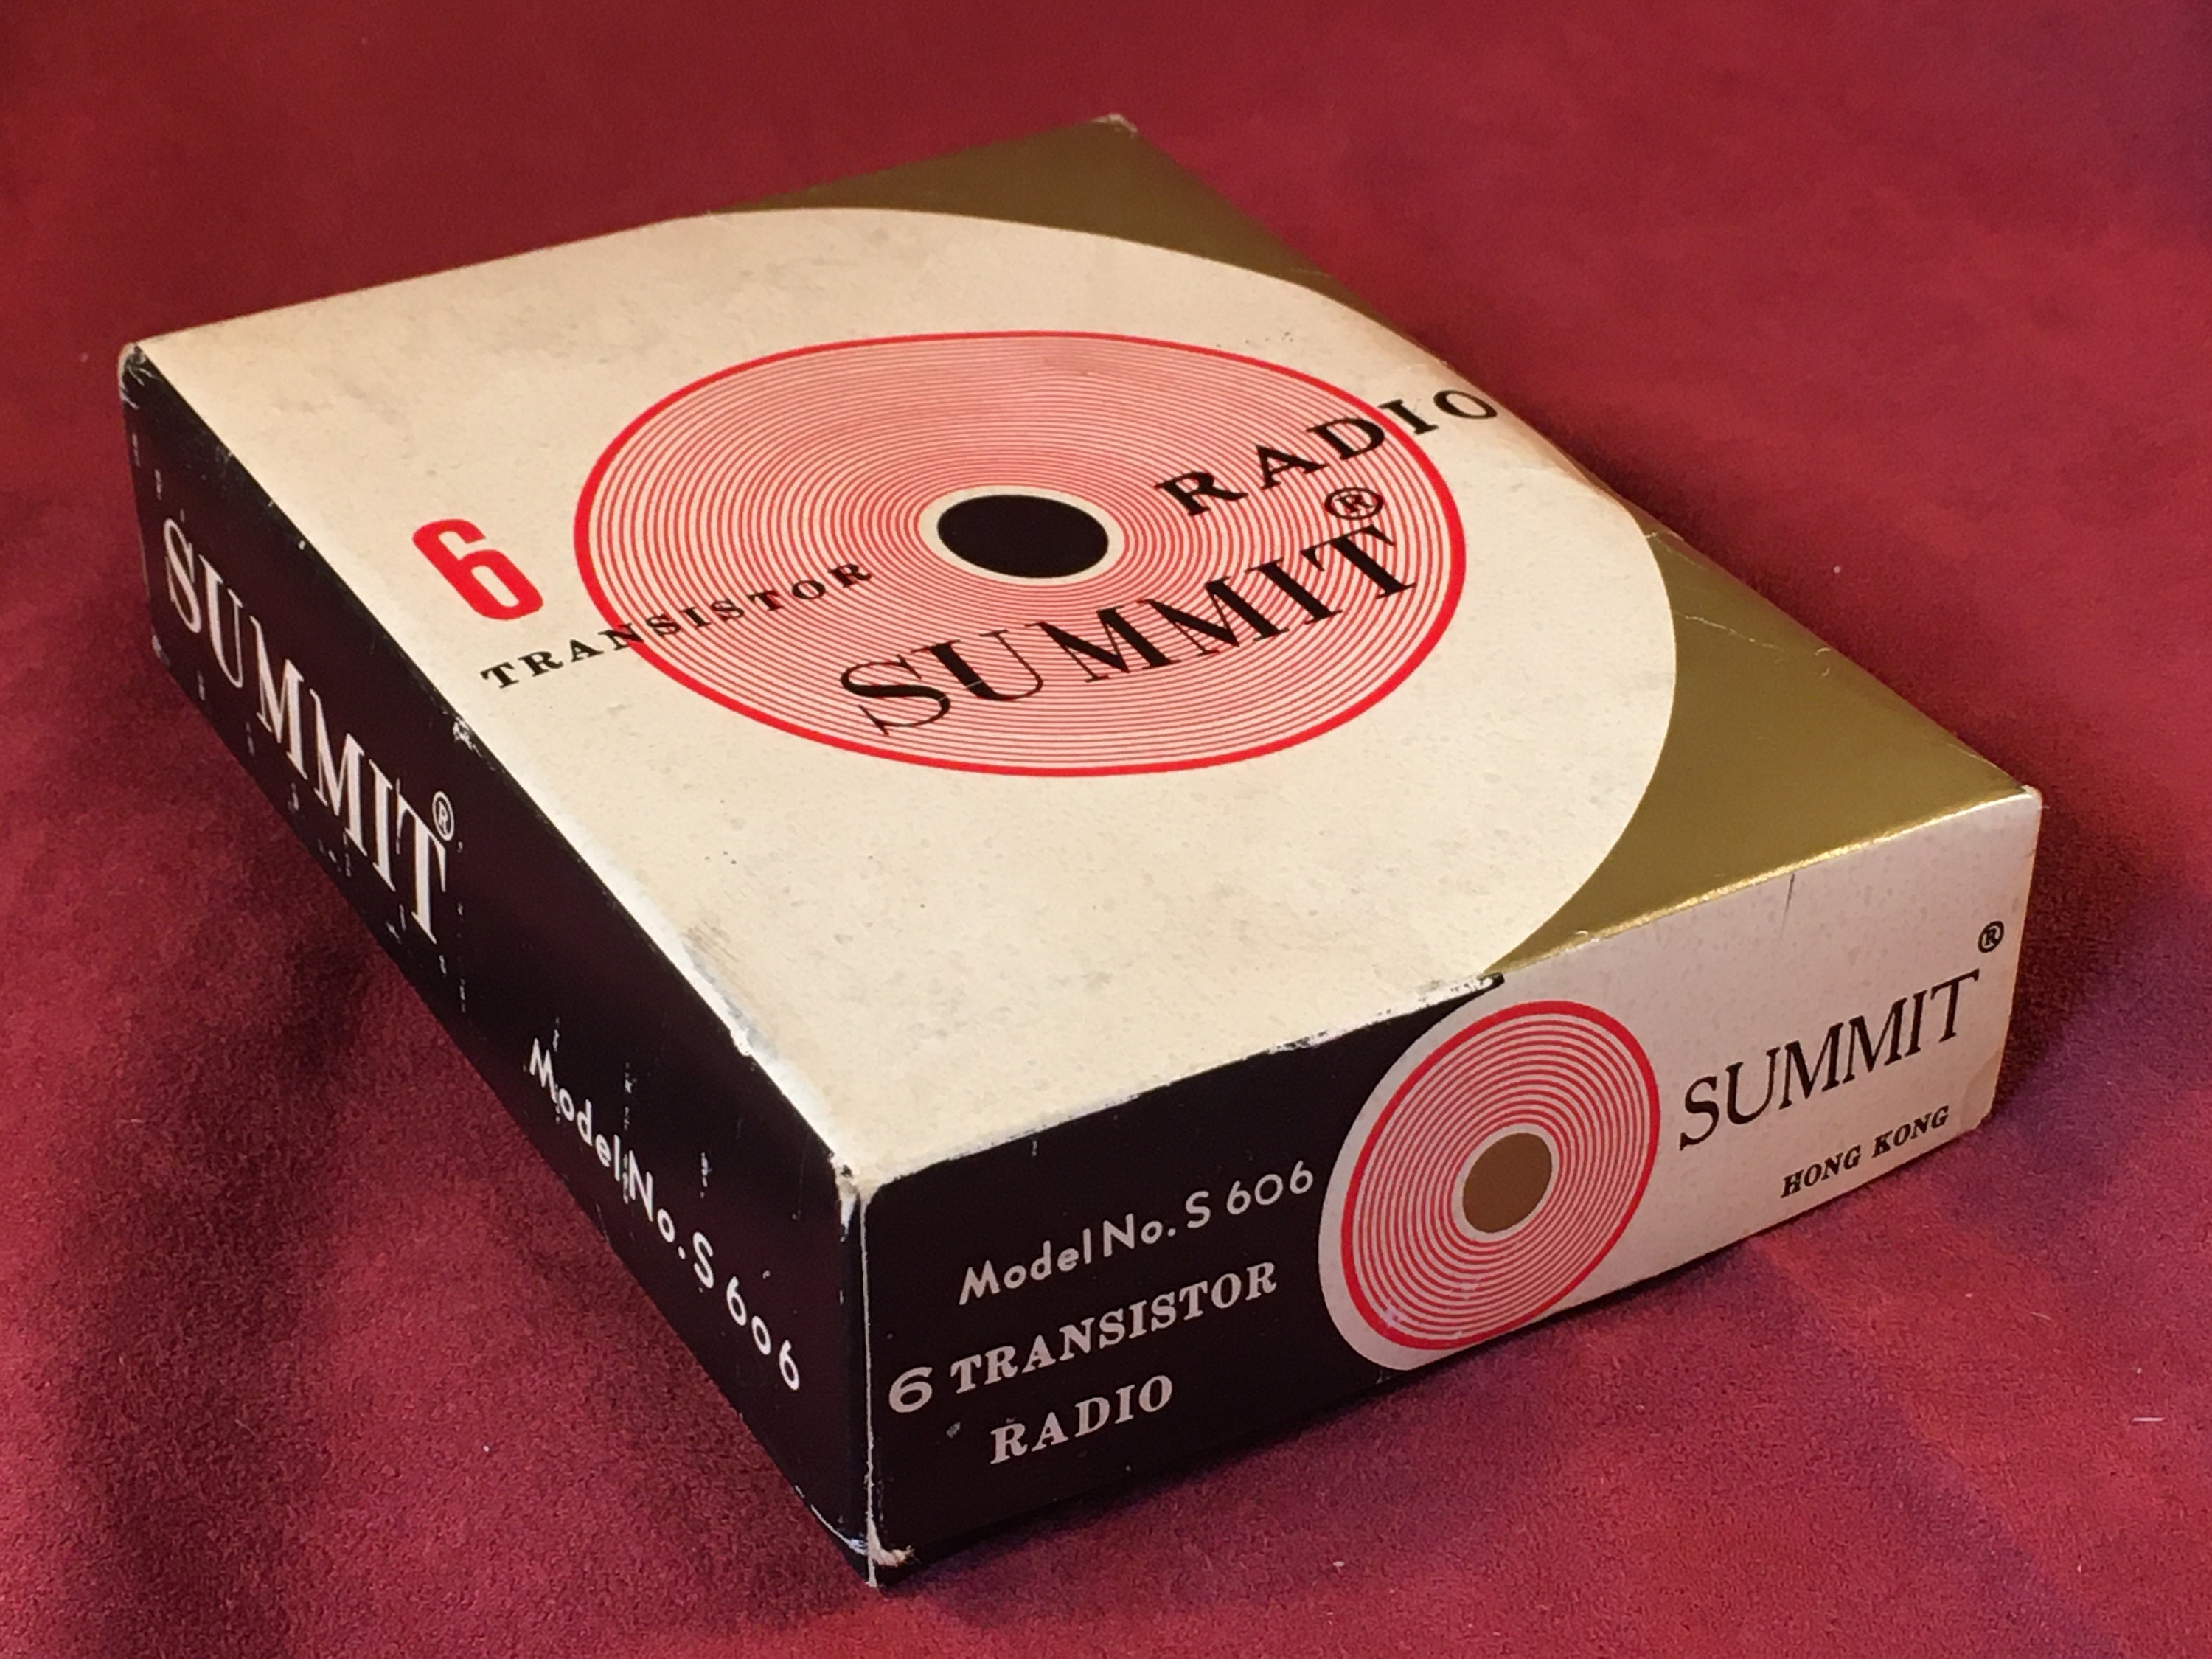 6
TRANSISTOR RADIO
SUMMIT®
SUMMIT®
Model No. S 606
Model No. S 606
6 TRANSISTOR
RADIO
SUMMIT®
HONG KONG